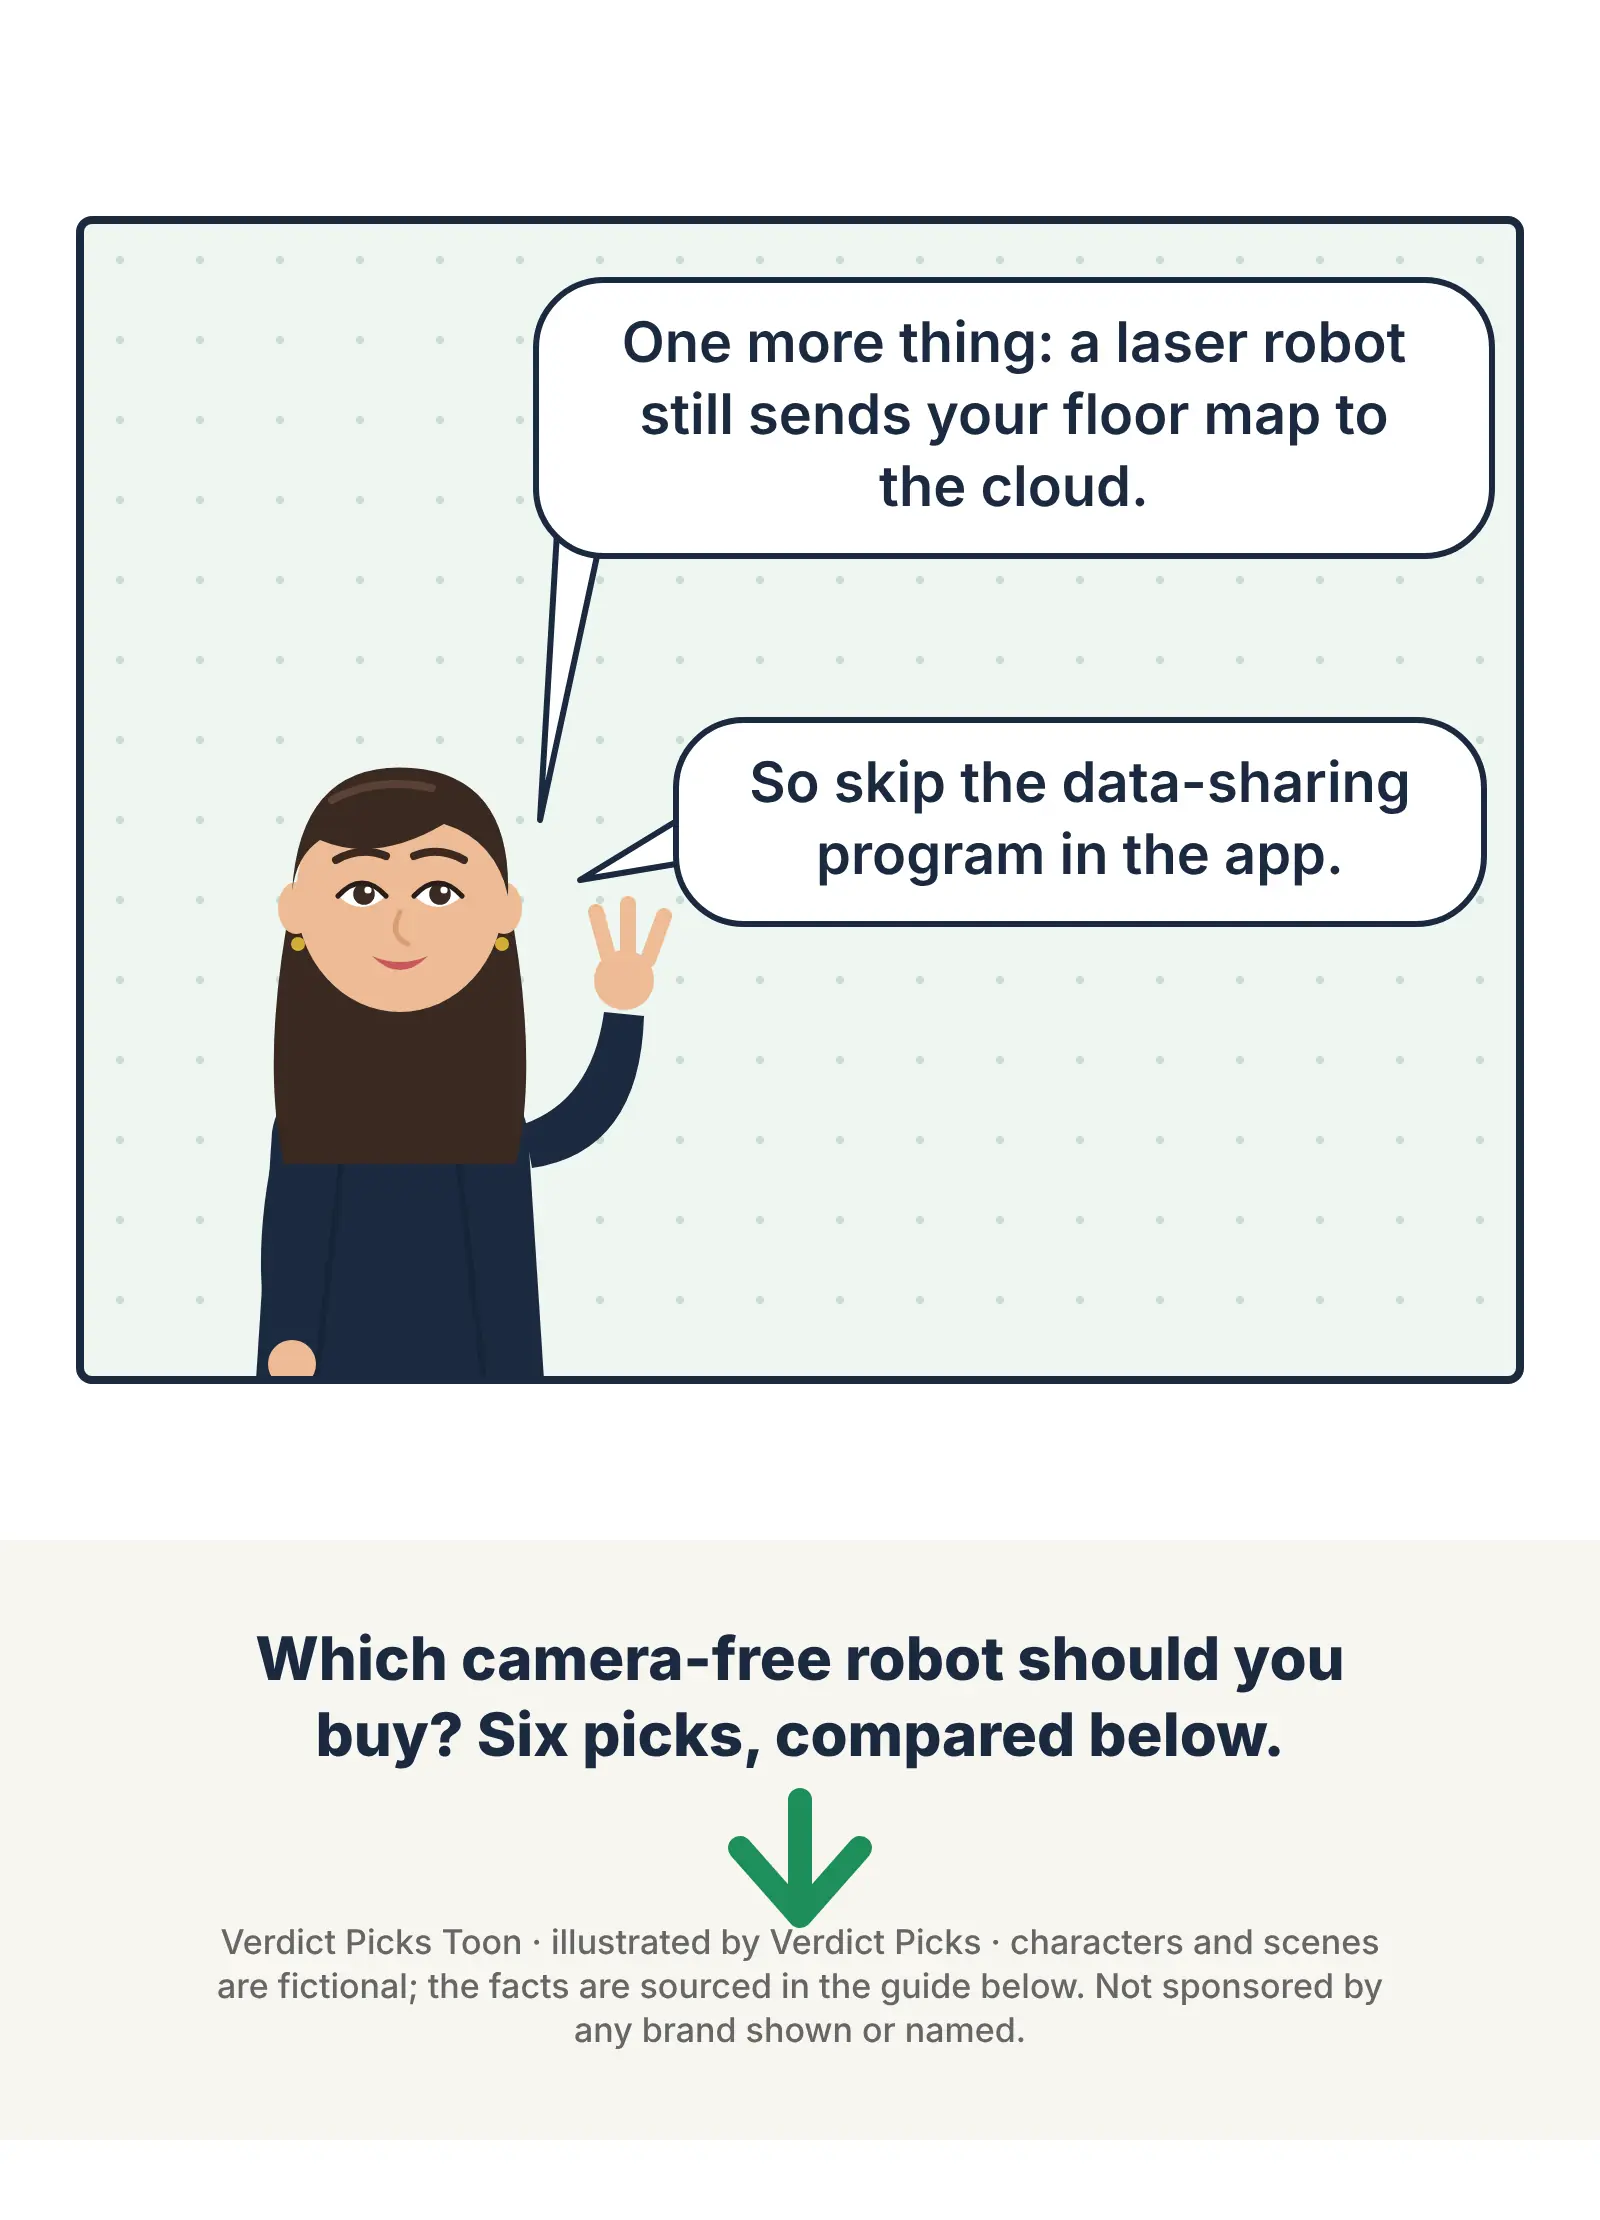 One more thing: a laser robot
still sends your floor map to
the cloud.
So skip the data-sharing
program in the app.
Which camera-free robot should you
buy? Six picks, compared below.
Verdict Picks Toon · illustrated by Verdict Picks · characters and scenes
are fictional; the facts are sourced in the guide below. Not sponsored by
any brand shown or named.